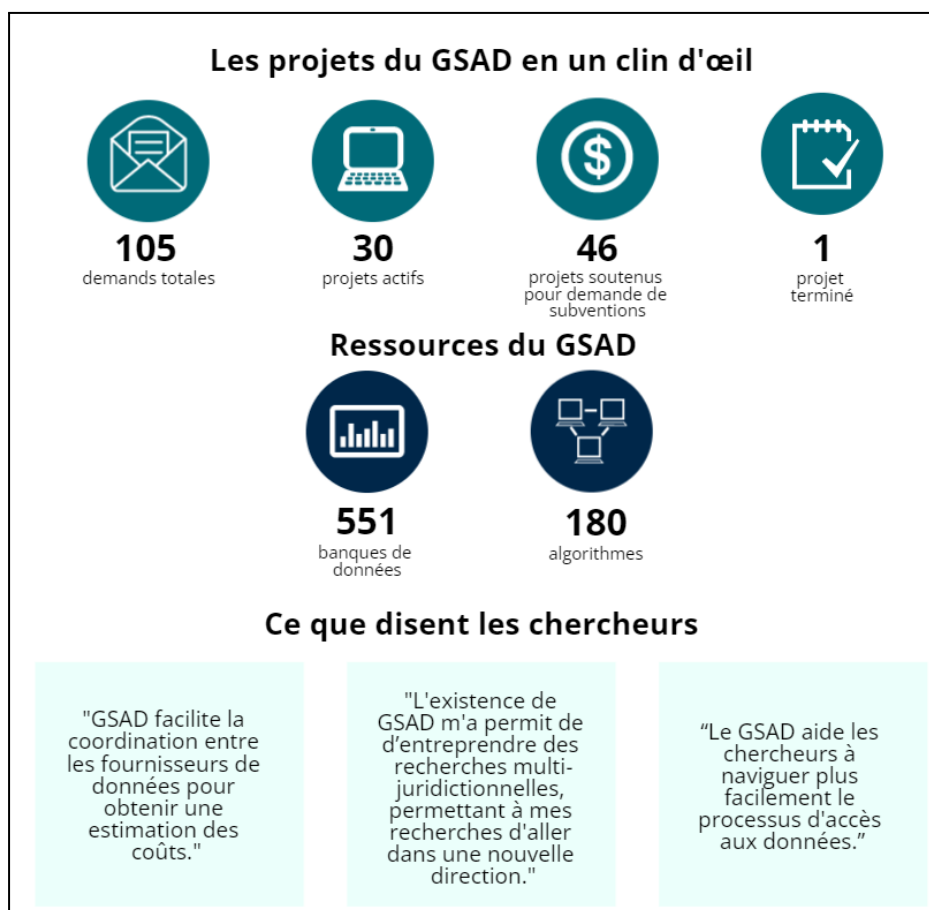 Les projets du GSAD en un clin d'œil
$
105
demands totales
30
projets actifs
46
projets soutenus
pour demande de
subventions
1
projet
terminé
Ressources du GSAD
551
banques de
données
180
algorithmes
Ce que disent les chercheurs
"GSAD facilite la
coordination entre
les fournisseurs de
données pour
obtenir une
estimation des
coûts."
"L'existence de
GSAD m'a permit de
d’entreprendre des
recherches multi-
juridictionnelles,
permettant à mes
recherches d'aller
dans une nouvelle
direction."
“Le GSAD aide les
chercheurs à
naviguer plus
facilement le
processus d'accès
aux données.”